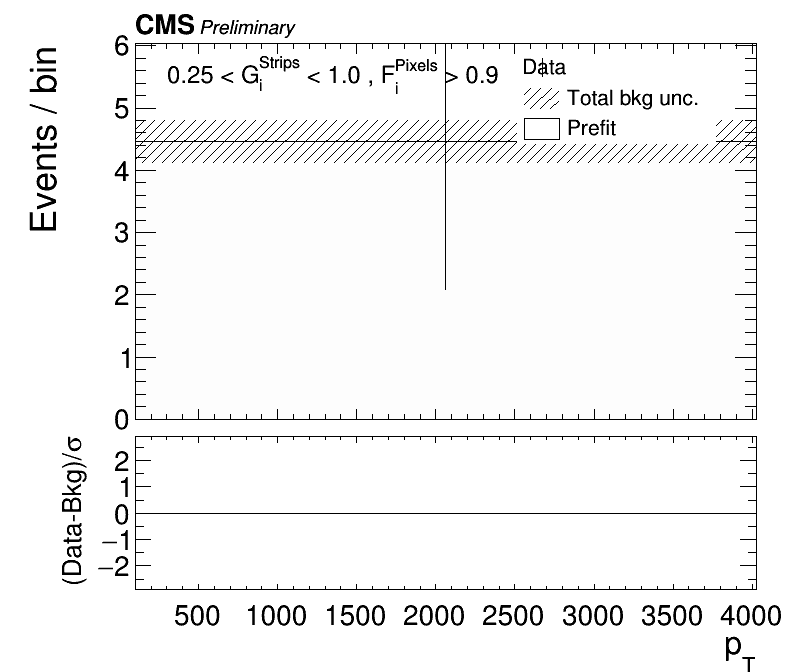 CMS Preliminary
Events / bin
6
5
4
3
2
1
0
0.25 < G_i^Strips < 1.0 , F_i^Pixels > 0.9
Data
Total bkg unc.
Prefit
(Data-Bkg)/σ
2
1
0
−1
−2
500 1000 1500 2000 2500 3000 3500 4000
p_T